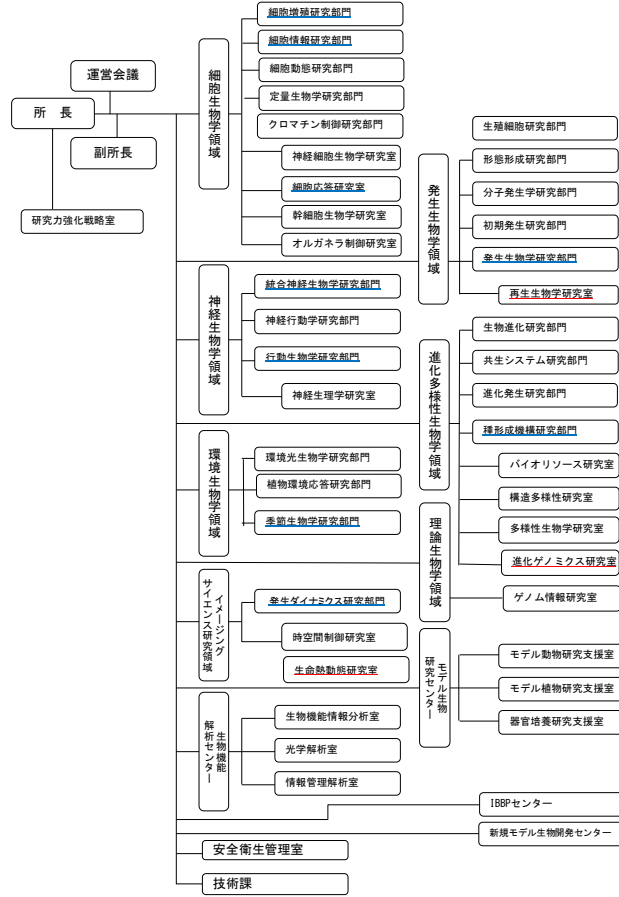 運営会議
所　長
副所長
研究力強化戦略室
細胞生物学領域
細胞増殖研究部門
細胞情報研究部門
細胞動態研究部門
定量生物学研究部門
クロマチン制御研究部門
神経細胞生物学研究室
細胞応答研究室
幹細胞生物学研究室
オルガネラ制御研究室
発生生物学領域
生殖細胞研究部門
形態形成研究部門
分子発生学研究部門
初期発生研究部門
発生生物学研究部門
再生生物学研究室
神経生物学領域
統合神経生物学研究部門
神経行動学研究部門
行動生物学研究部門
神経生理学研究室
進化多様性生物学領域
生物進化研究部門
共生システム研究部門
進化発生研究部門
種形成機構研究部門
バイオリソース研究室
構造多様性研究室
多様性生物学研究室
進化ゲノミクス研究室
環境生物学領域
環境光生物学研究部門
植物環境応答研究部門
季節生物学研究部門
理論生物学領域
ゲノム情報研究室
イメージング
サイエンス研究領域
発生ダイナミクス研究部門
時空間制御研究室
生命熱動態研究室
モデル生物
研究センター
モデル動物研究支援室
モデル植物研究支援室
器官培養研究支援室
生物機能
解析センター
生物機能情報分析室
光学解析室
情報管理解析室
IBBPセンター
新規モデル生物開発センター
安全衛生管理室
技術課